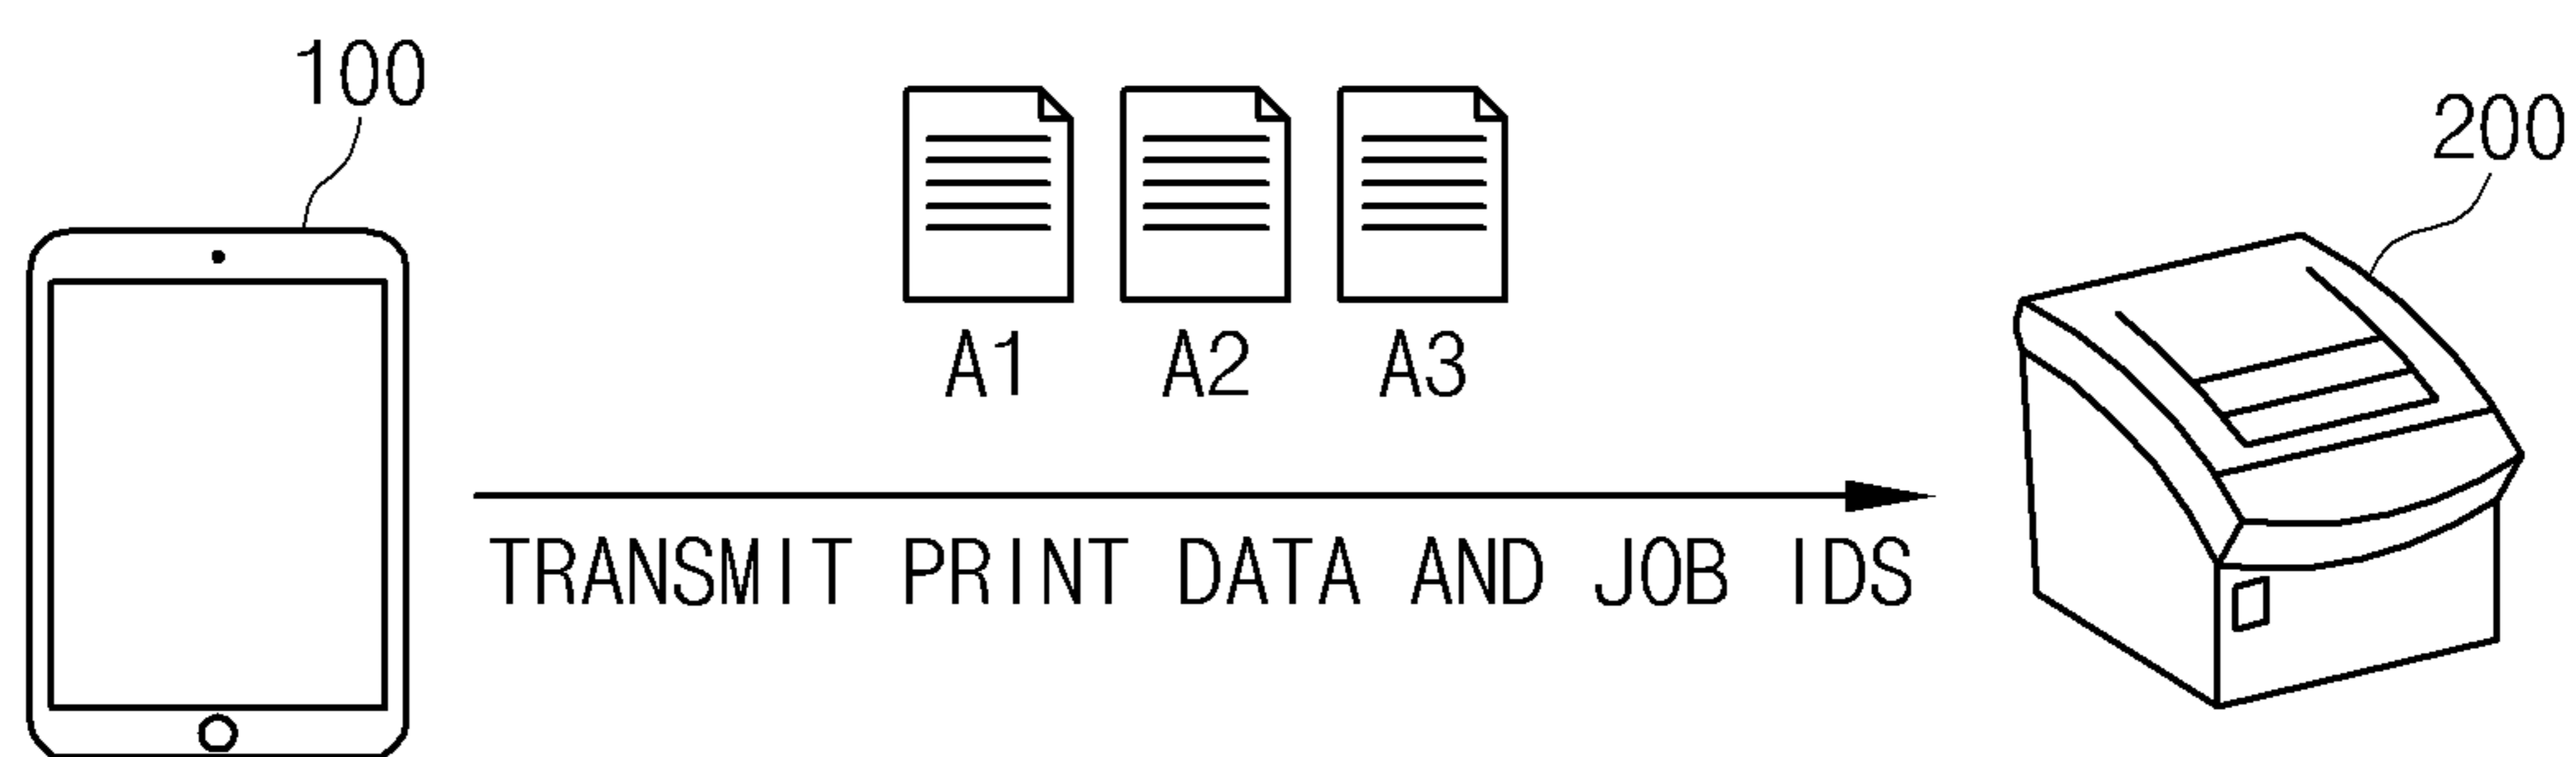 100
200
A1 A2 A3
TRANSMIT PRINT DATA AND JOB IDS